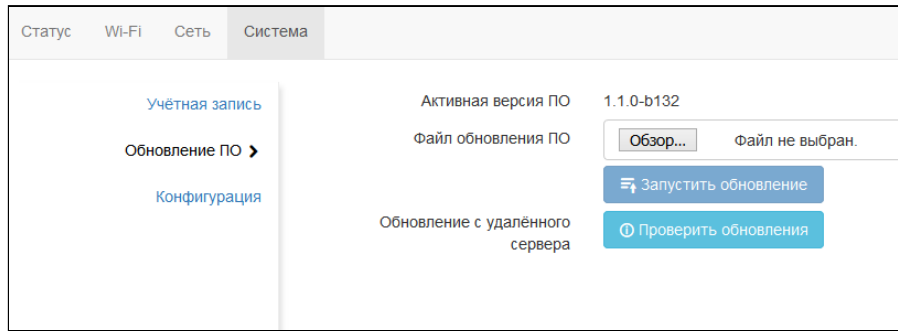 Статус Wi-Fi Сеть Система
Учётная запись
Обновление ПО
Конфигурация
Активная версия ПО 1.1.0-b132
Файл обновления ПО Обзор... Файл не выбран.
Запустить обновление
Обновление с удалённого
сервера
Проверить обновления